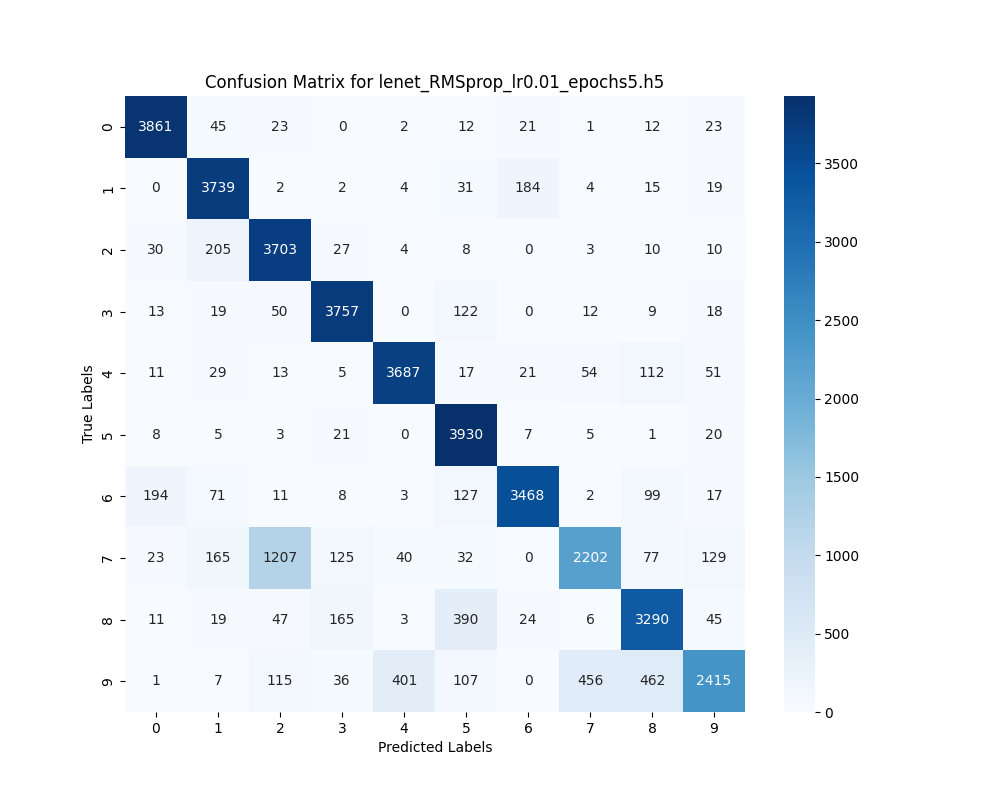 Confusion Matrix for lenet_RMSprop_lr0.01_epochs5.h5
0 3861 45 23 0 2 12 21 1 12 23
1 0 3739 2 2 4 31 184 4 15 19
2 30 205 3703 27 4 8 0 3 10 10
3 13 19 50 3757 0 122 0 12 9 18
4 11 29 13 5 3687 17 21 54 112 51
5 8 5 3 21 0 3930 7 5 1 20
6 194 71 11 8 3 127 3468 2 99 17
7 23 165 1207 125 40 32 0 2202 77 129
8 11 19 47 165 3 390 24 6 3290 45
9 1 7 115 36 401 107 0 456 462 2415
0 1 2 3 4 5 6 7 8 9
Predicted Labels
True Labels
3500
3000
2500
2000
1500
1000
500
0